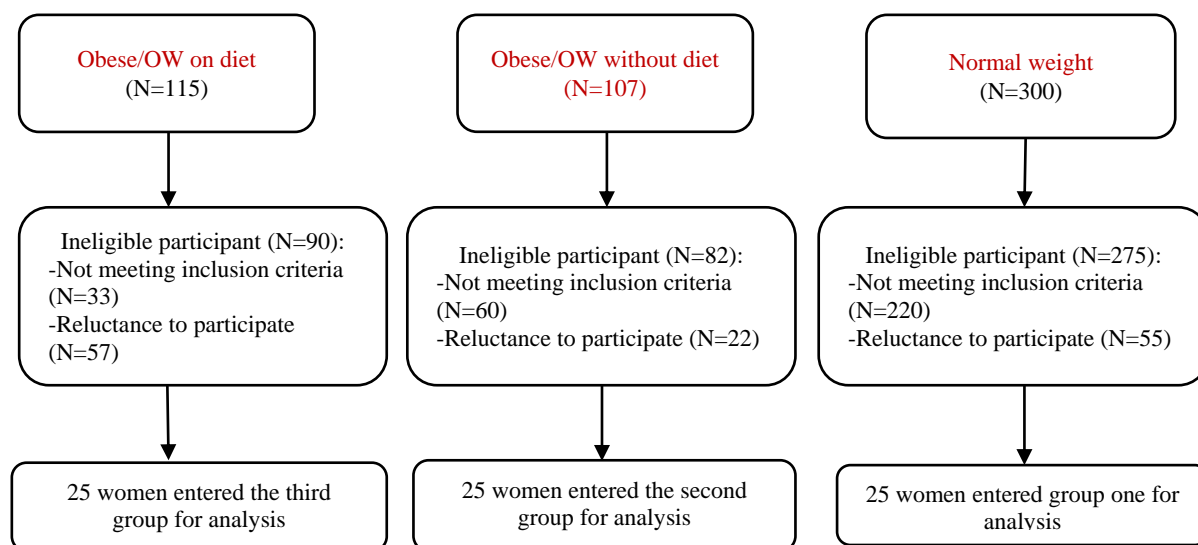 Obese/OW on diet
(N=115)
Obese/OW without diet
(N=107)
Normal weight
(N=300)
Ineligible participant (N=90):
-Not meeting inclusion criteria
(N=33)
-Reluctance to participate
(N=57)
Ineligible participant (N=82):
-Not meeting inclusion criteria
(N=60)
-Reluctance to participate (N=22)
Ineligible participant (N=275):
-Not meeting inclusion criteria
(N=220)
-Reluctance to participate (N=55)
25 women entered the third
group for analysis
25 women entered the second
group for analysis
25 women entered group one for
analysis